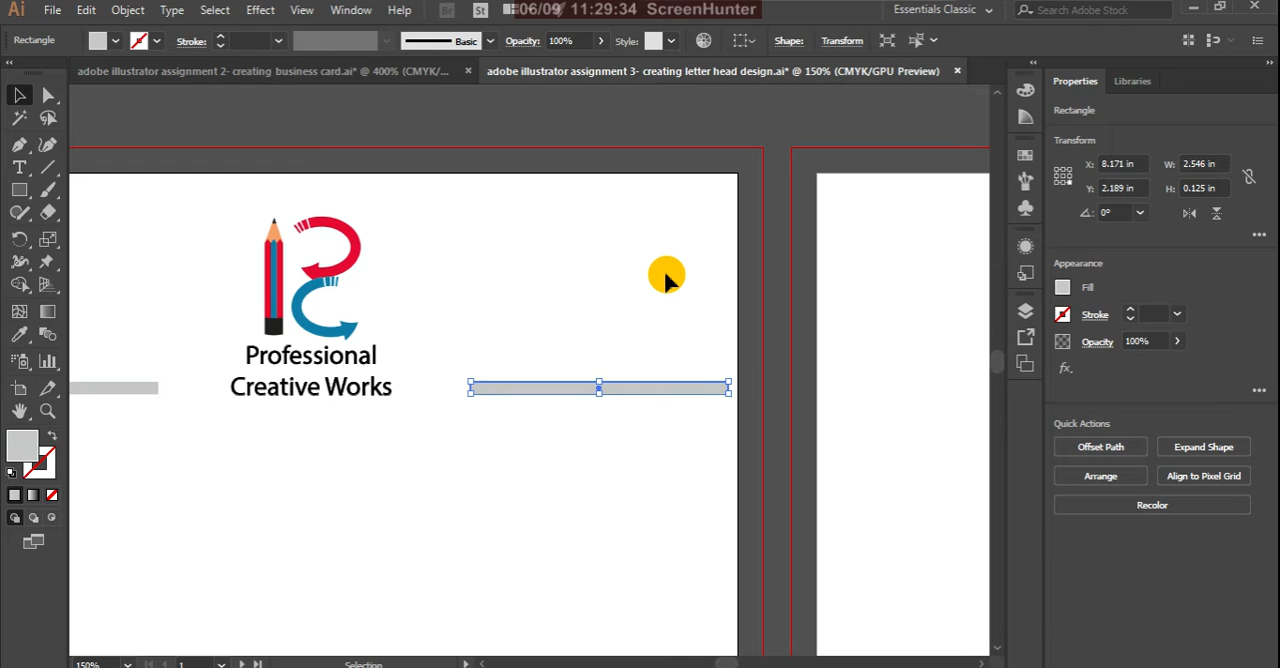 Ai File Edit Object Type Select Effect View Window Help Br St 06/09 11:29:34 ScreenHunter Essentials Classic Search Adobe Stock
Rectangle Stroke: Basic Opacity: 100% Style: Shape: Transform
adobe illustrator assignment 2- creating business card.ai* @ 400% (CMYK/... × adobe illustrator assignment 3- creating letter head design.ai* @ 150% (CMYK/GPU Preview) ×
Properties Libraries
Rectangle
Transform
X: 8.171 in W: 2.546 in
Y: 2.189 in H: 0.125 in
0°
Appearance
Fill
Stroke
Opacity 100%
fx.
Quick Actions
Offset Path Expand Shape
Arrange Align to Pixel Grid
Recolor
Professional
Creative Works
150% 1 Selection